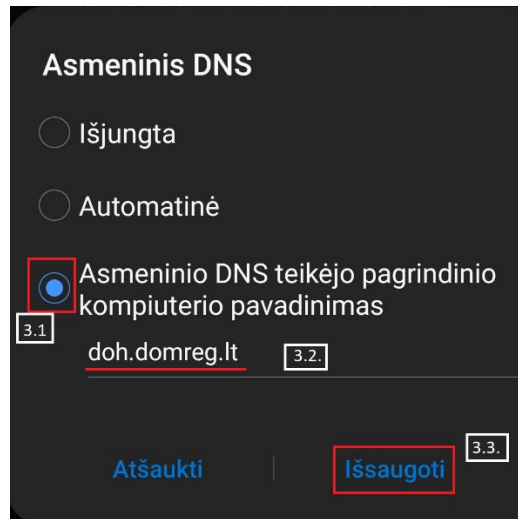 Asmeninis DNS
Išjungta
Automatinė
Asmeninio DNS teikėjo pagrindinio
kompiuterio pavadinimas
3.1
doh.domreg.lt
3.2.
Atšaukti
Išsaugoti
3.3.